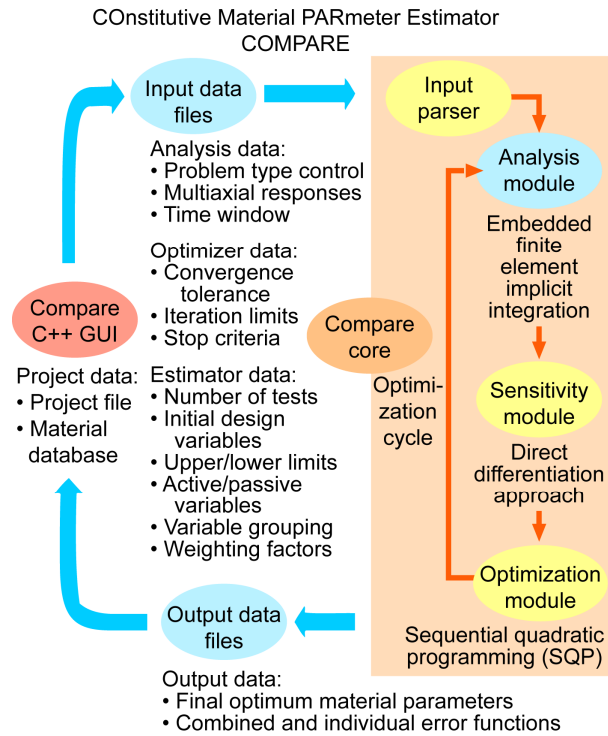 COnstitutive Material PARmeter Estimator
COMPARE
Input data
files
Analysis data:
• Problem type control
• Multiaxial responses
• Time window
Optimizer data:
• Convergence
tolerance
• Iteration limits
• Stop criteria
Estimator data:
• Number of tests
• Initial design
variables
• Upper/lower limits
• Active/passive
variables
• Variable grouping
• Weighting factors
Compare
C++ GUI
Project data:
• Project file
• Material
database
Output data
files
Output data:
• Final optimum material parameters
• Combined and individual error functions
Compare
core
Optimi-
zation
cycle
Input
parser
Analysis
module
Embedded
finite
element
implicit
integration
Sensitivity
module
Direct
differentiation
approach
Optimization
module
Sequential quadratic
programming (SQP)